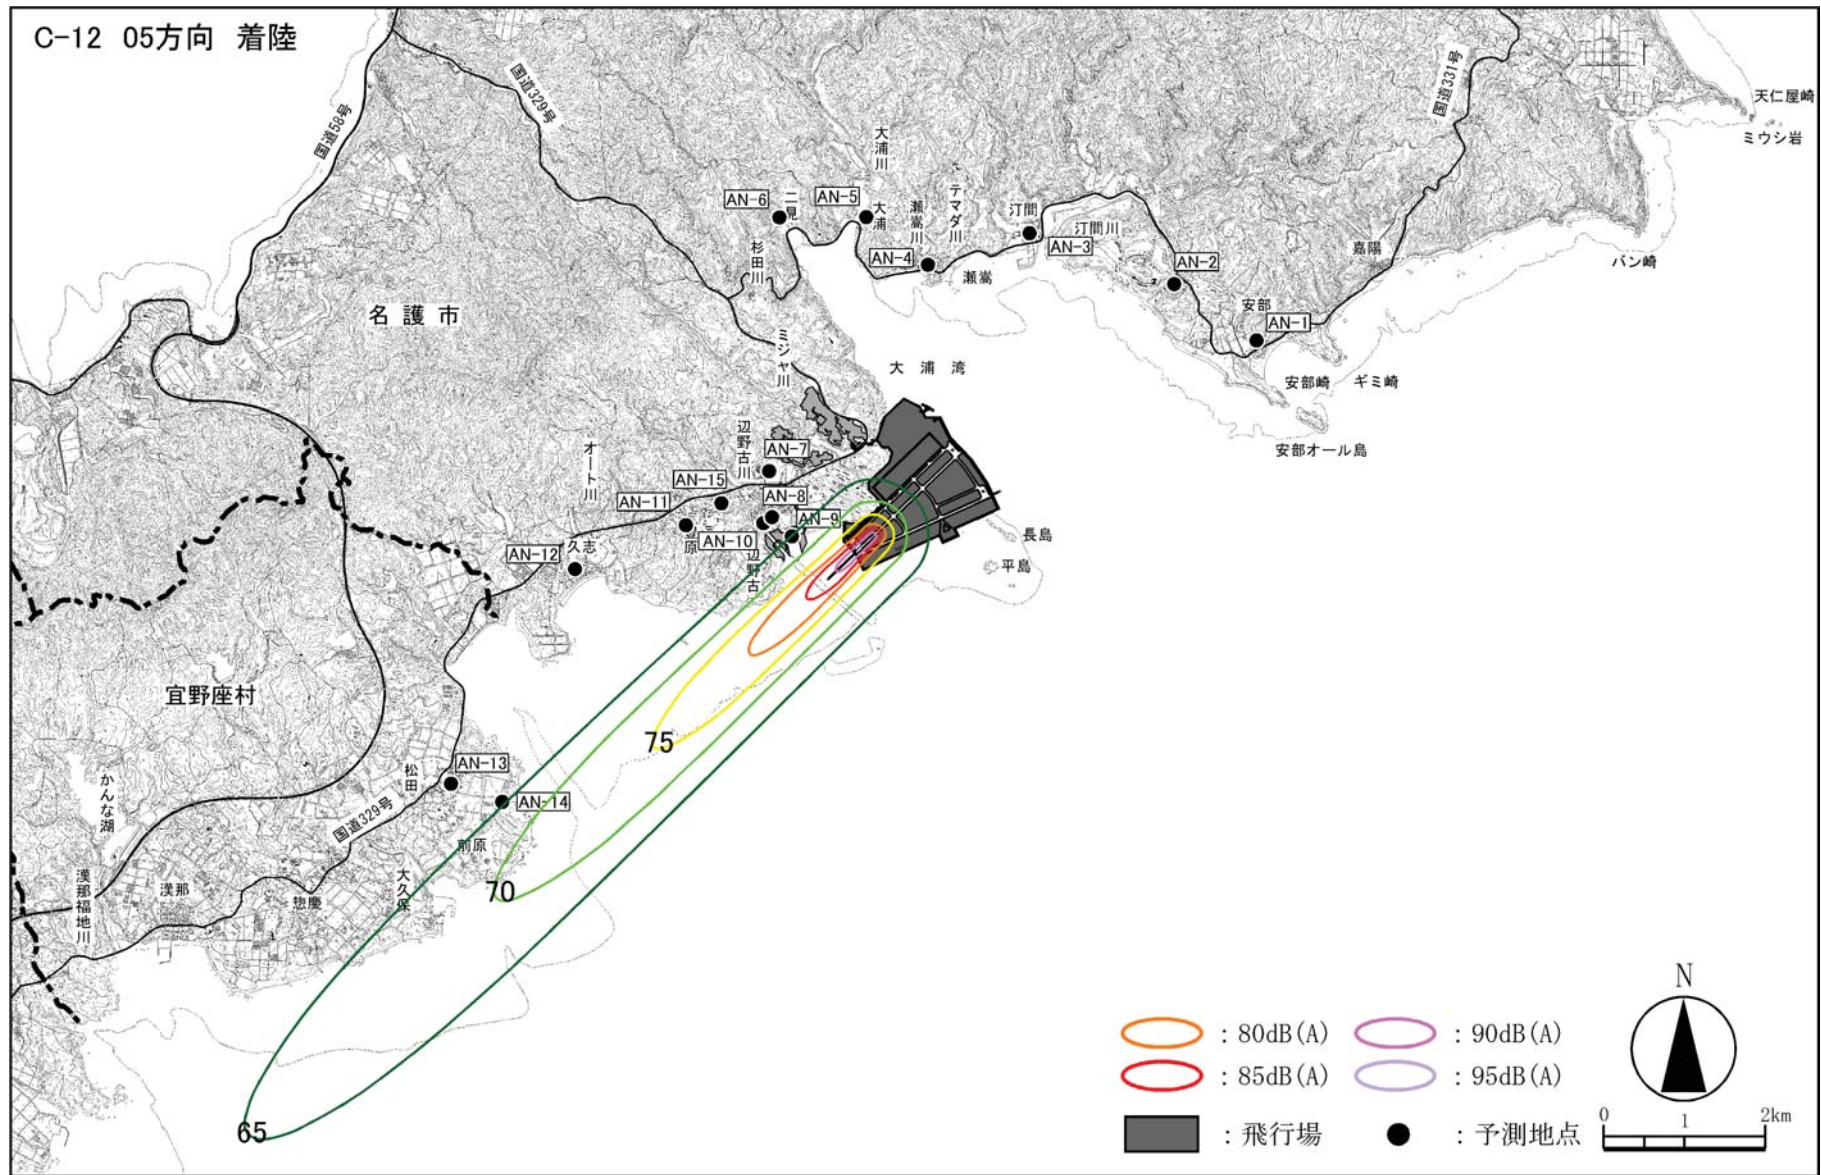 C-12 05方向 着陸
国道58号
国道329号
国道331号
天仁屋崎
ミウシ岩
バン崎
大浦川
AN-6
二見
AN-5
大浦
瀬嵩川
テマダ川
汀間
AN-3
汀間川
杉田川
AN-4
瀬嵩
AN-2
嘉陽
安部
AN-1
名護市
ミジャ川
大浦湾
安部崎
ギミ崎
安部オール島
オート川
辺野古川
AN-7
AN-15
AN-11
AN-8
AN-9
AN-10
原
辺野古
AN-12
久志
長島
平島
宜野座村
75
かんな湖
松田
AN-13
AN-14
国道329号
前原
70
大久保
漢那福地川
漢那
惣慶
65
N
:80dB(A)
:90dB(A)
:85dB(A)
:95dB(A)
:飛行場
:予測地点
0 1 2km